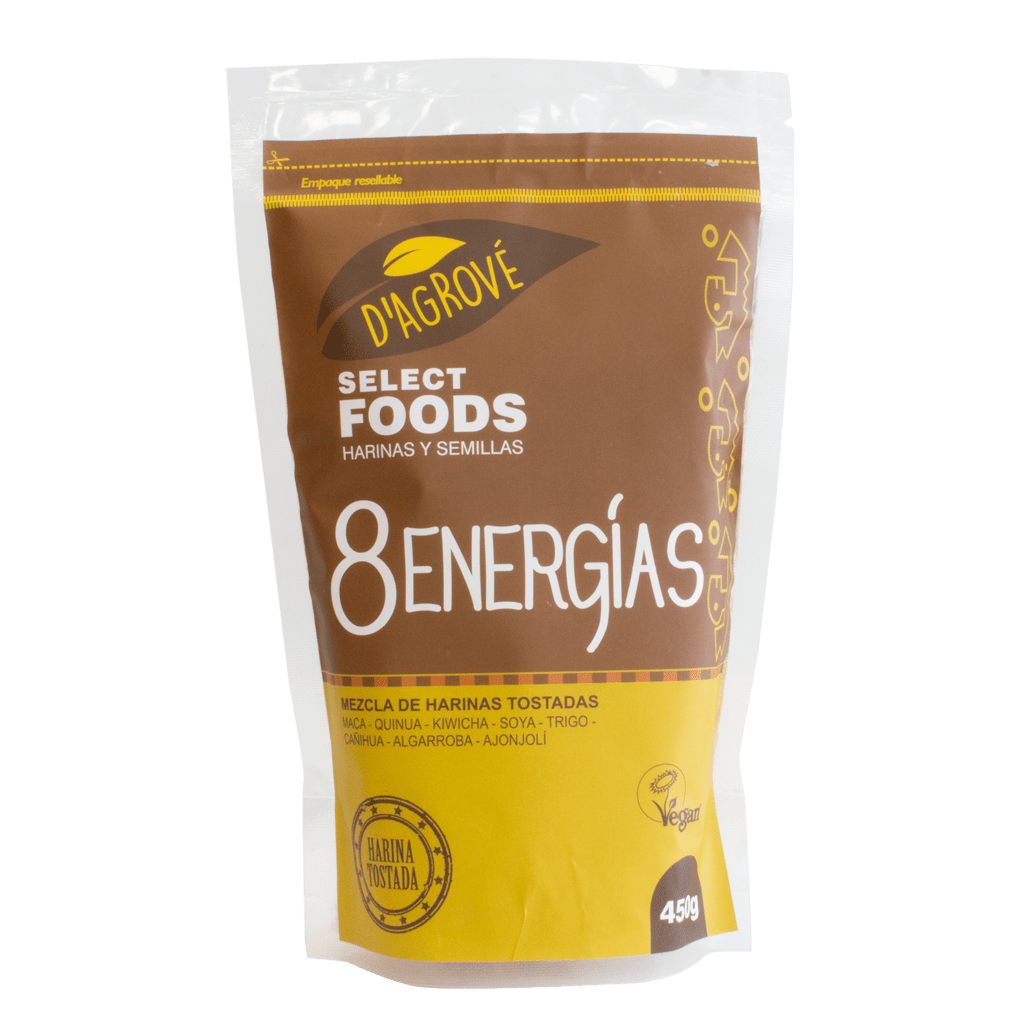 Empaque resellable
D'AGROVÉ
SELECT
FOODS
HARINAS Y SEMILLAS
8 ENERGÍAS
MEZCLA DE HARINAS TOSTADAS
MACA - QUINUA - KIWICHA - SOYA - TRIGO -
CAÑIHUA - ALGARROBA - AJONJOLÍ
Vegan
HARINA
TOSTADA
450g